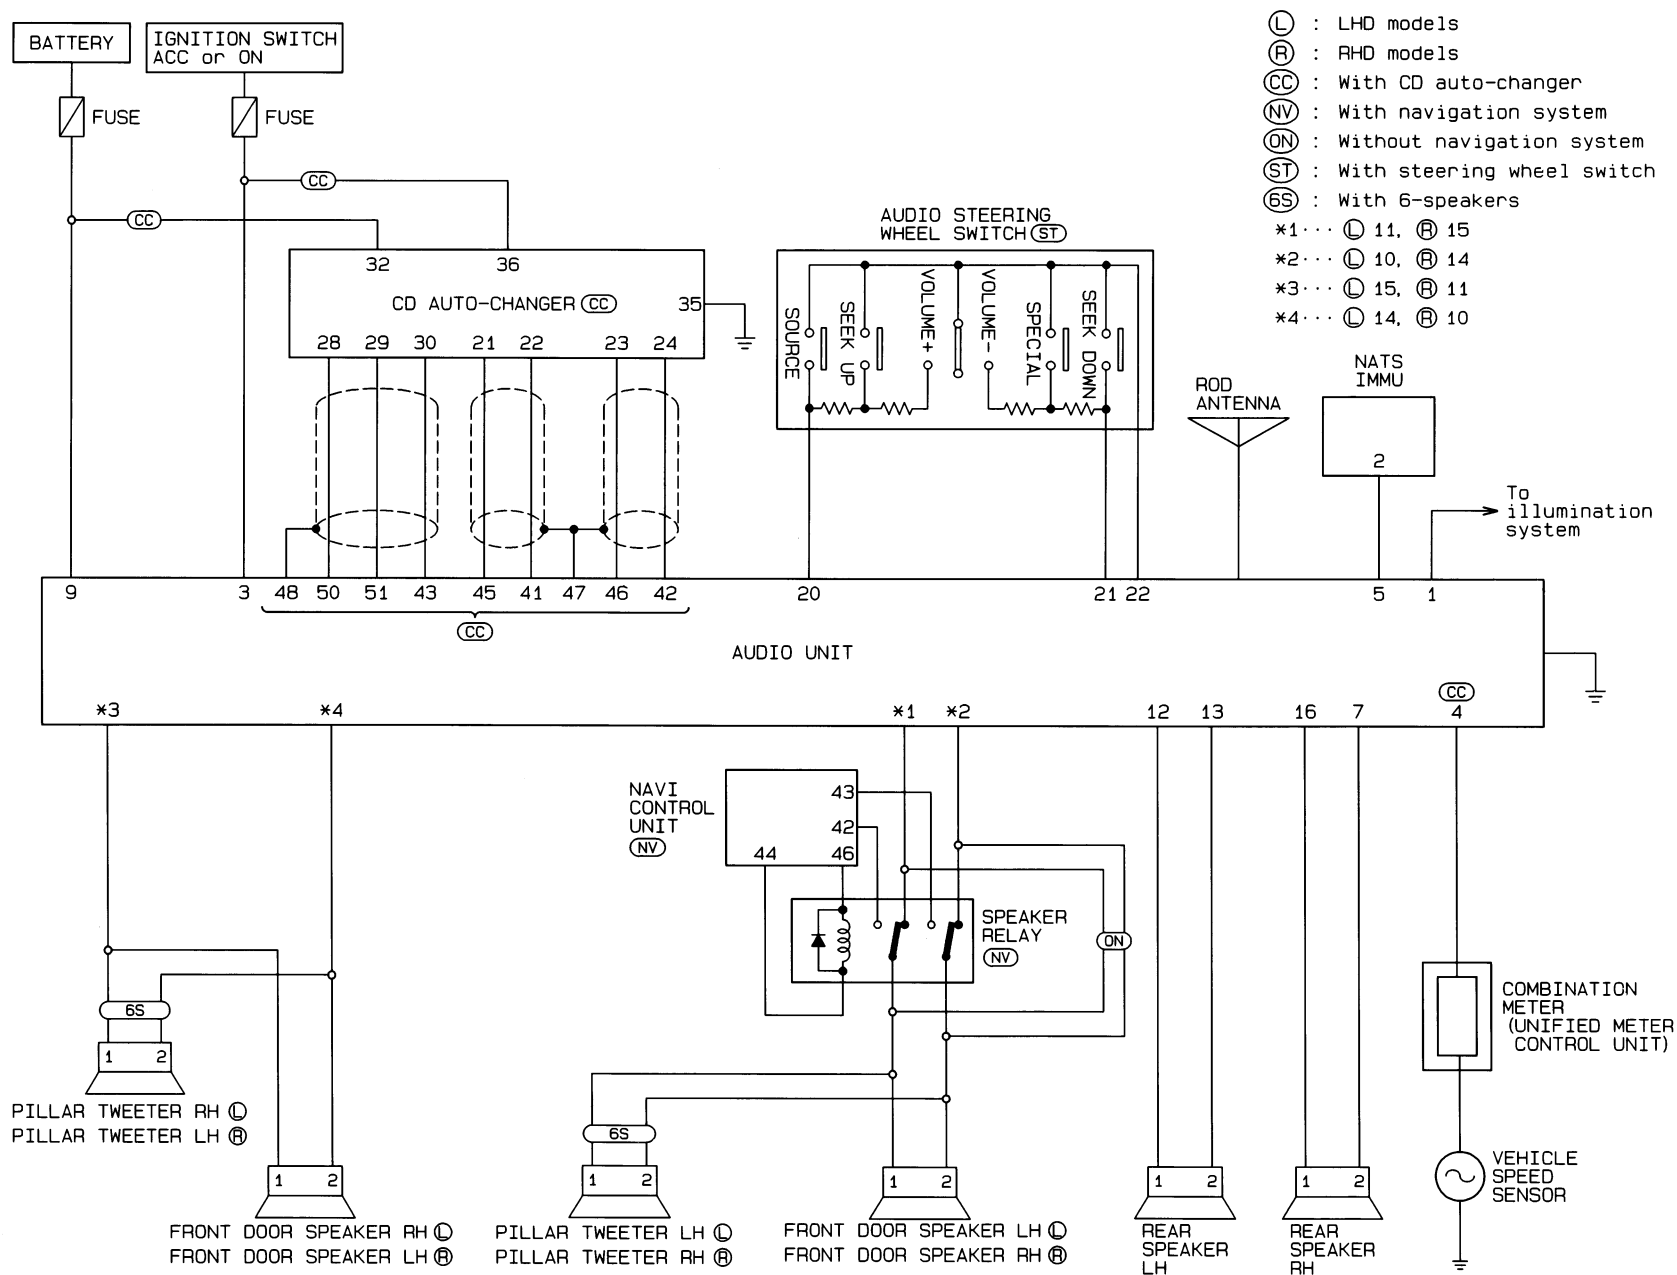 BATTERY
IGNITION SWITCH
ACC or ON
FUSE
FUSE
L : LHD models
R : RHD models
CC : With CD auto-changer
NV : With navigation system
ON : Without navigation system
ST : With steering wheel switch
6S : With 6-speakers
*1··· L 11, R 15
*2··· L 10, R 14
*3··· L 15, R 11
*4··· L 14, R 10
CC
CC
32 36
CD AUTO-CHANGER CC
35
28 29 30 21 22 23 24
AUDIO STEERING
WHEEL SWITCH ST
SOURCE
SEEK UP
VOLUME+
VOLUME-
SPECIAL
SEEK DOWN
ROD
ANTENNA
NATS
IMMU
2
To
illumination
system
9 3 48 50 51 43 45 41 47 46 42 20 21 22 5 1
CC
AUDIO UNIT
CC
*3 *4 *1 *2 12 13 16 7 4
NAVI
CONTROL
UNIT
NV
43
42
44 46
SPEAKER
RELAY
NV
ON
6S
1 2
PILLAR TWEETER RH L
PILLAR TWEETER LH R
COMBINATION
METER
(UNIFIED METER
CONTROL UNIT)
6S
1 2
FRONT DOOR SPEAKER RH L
FRONT DOOR SPEAKER LH R
1 2
PILLAR TWEETER LH L
PILLAR TWEETER RH R
1 2
FRONT DOOR SPEAKER LH L
FRONT DOOR SPEAKER RH R
1 2
REAR
SPEAKER
LH
1 2
REAR
SPEAKER
RH
VEHICLE
SPEED
SENSOR